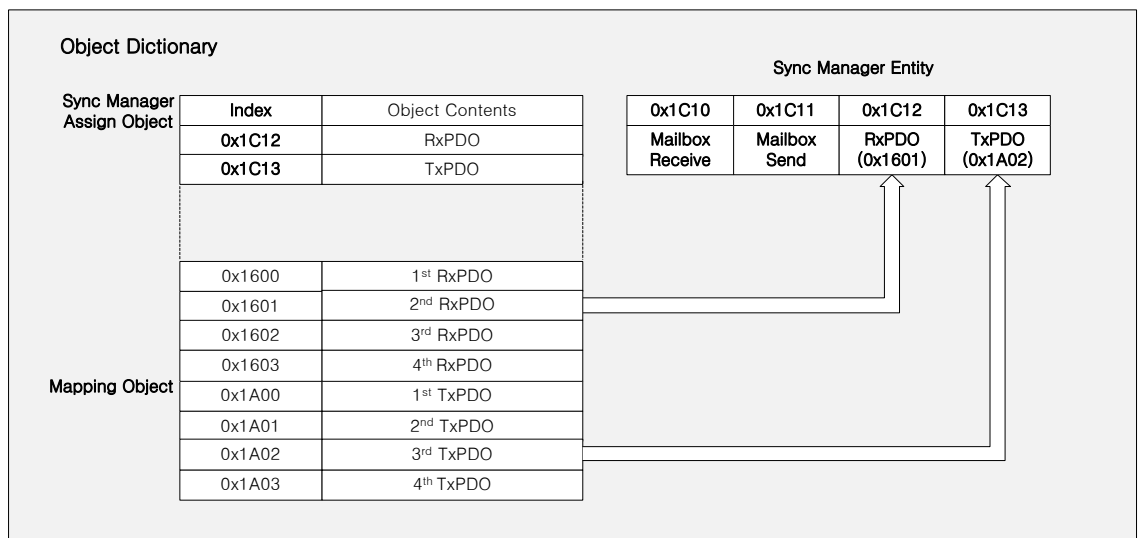 Object Dictionary
Sync Manager Entity
Sync Manager
Assign Object
Index Object Contents
0x1C12 RxPDO
0x1C13 TxPDO
0x1C10 0x1C11 0x1C12 0x1C13
Mailbox Mailbox RxPDO TxPDO
Receive Send (0x1601) (0x1A02)
Mapping Object
0x1600 1st RxPDO
0x1601 2nd RxPDO
0x1602 3rd RxPDO
0x1603 4th RxPDO
0x1A00 1st TxPDO
0x1A01 2nd TxPDO
0x1A02 3rd TxPDO
0x1A03 4th TxPDO